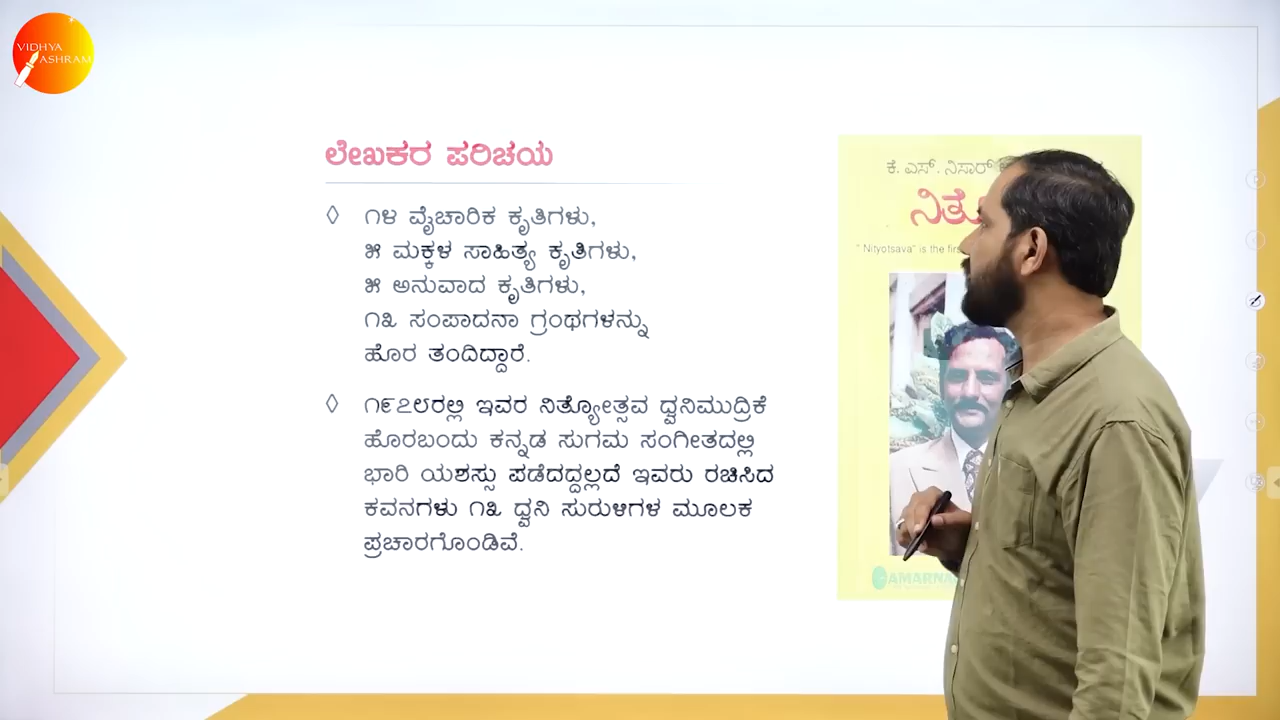 VIDHYA
ASHRAM
ಲೇಖಕರ ಪರಿಚಯ
◊ ೧೪ ವೈಚಾರಿಕ ಕೃತಿಗಳು,
೫ ಮಕ್ಕಳ ಸಾಹಿತ್ಯ ಕೃತಿಗಳು,
೫ ಅನುವಾದ ಕೃತಿಗಳು,
೧೩ ಸಂಪಾದನಾ ಗ್ರಂಥಗಳನ್ನು
ಹೊರ ತಂದಿದ್ದಾರೆ.
◊ ೧೯೭೮ರಲ್ಲಿ ಇವರ ನಿತ್ಯೋತ್ಸವ ಧ್ವನಿಮುದ್ರಿಕೆ
ಹೊರಬಂದು ಕನ್ನಡ ಸುಗಮ ಸಂಗೀತದಲ್ಲಿ
ಭಾರಿ ಯಶಸ್ಸು ಪಡೆದದ್ದಲ್ಲದೆ ಇವರು ರಚಿಸಿದ
ಕವನಗಳು ೧೩ ಧ್ವನಿ ಸುರುಳಿಗಳ ಮೂಲಕ
ಪ್ರಚಾರಗೊಂಡಿವೆ.
ಕೆ. ಎಸ್. ನಿಸಾರ್
" Nityotsava" is the